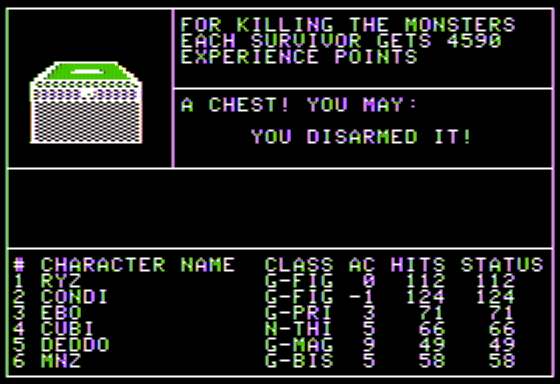 FOR KILLING THE MONSTERS
EACH SURVIVOR GETS 4590
EXPERIENCE POINTS
A CHEST! YOU MAY:
YOU DISARMED IT!
# CHARACTER NAME CLASS AC HITS STATUS
1 RYZ G-FIG 0 112 112
2 CONDI G-FIG -1 124 124
3 EBO G-PRI 3 71 71
4 CUBI N-THI 5 66 66
5 DEDDO G-MAG 9 49 49
6 MNZ G-BIS 5 58 58